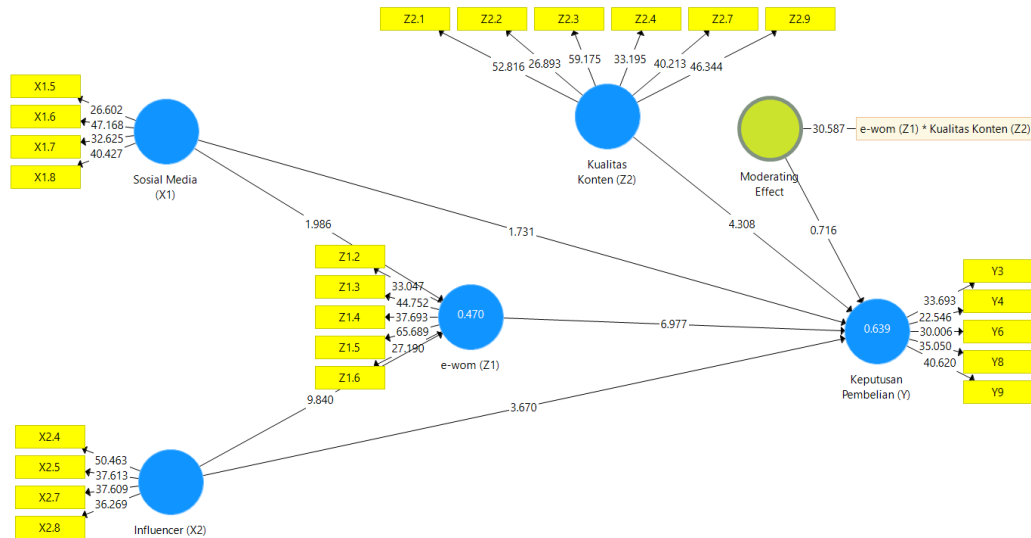 Z2.1
Z2.2
Z2.3
Z2.4
Z2.7
Z2.9
52.816
26.893
59.175
33.195
40.213
46.344
X1.5
X1.6
X1.7
X1.8
26.602
47.168
32.625
40.427
Sosial Media
(X1)
Kualitas
Konten (Z2)
Moderating
Effect
30.587
e-wom (Z1) * Kualitas Konten (Z2)
1.986
1.731
4.308
0.716
Z1.2
Z1.3
Z1.4
Z1.5
Z1.6
33.047
44.752
37.693
65.689
27.190
0.470
e-wom (Z1)
6.977
0.639
Keputusan
Pembelian (Y)
Y3
Y4
Y6
Y8
Y9
33.693
22.546
30.006
35.050
40.620
9.840
3.670
X2.4
X2.5
X2.7
X2.8
50.463
37.613
37.609
36.269
Influencer (X2)